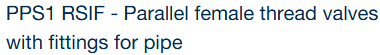 PPS1 RSIF - Parallel female thread valves
with fittings for pipe